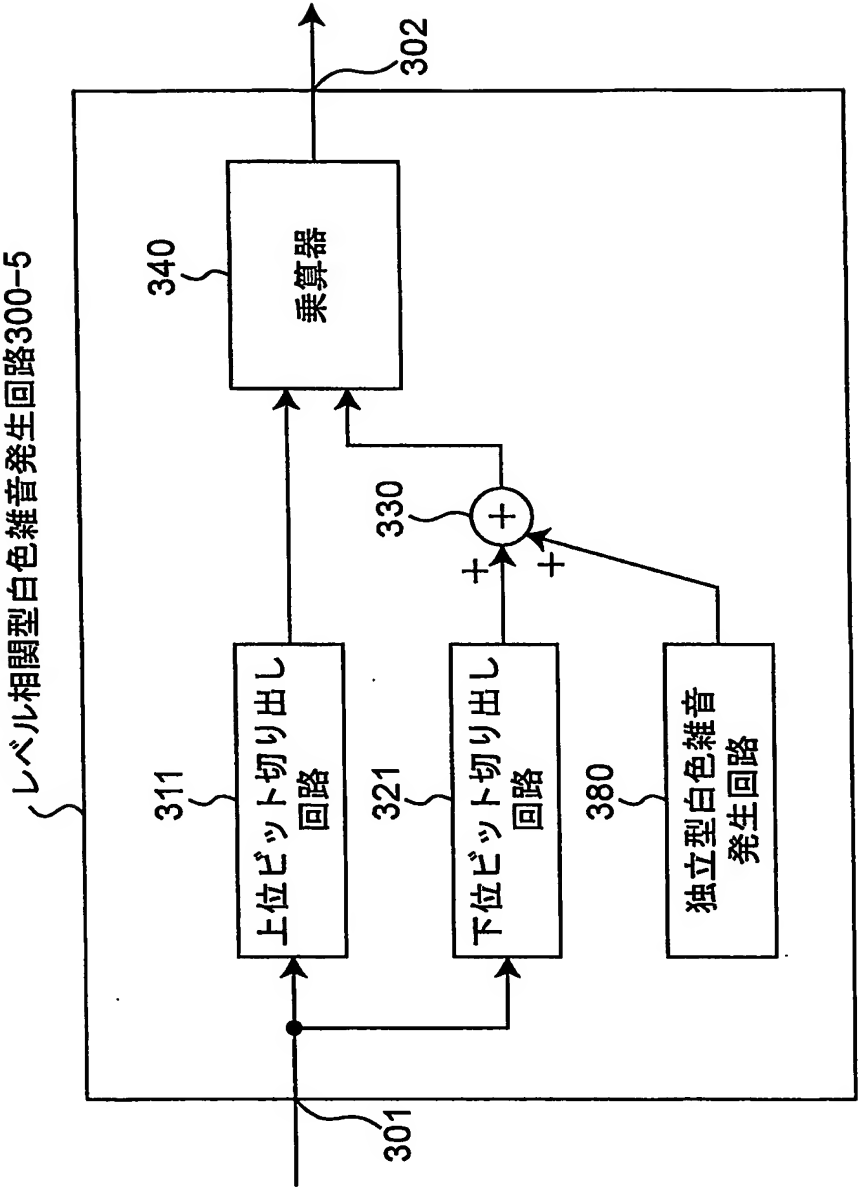 レベル相関型白色雑音発生回路300-5
301
311
上位ビット切り出し
回路
321
下位ビット切り出し
回路
380
独立型白色雑音
発生回路
330
+
+
+
340
乗算器
302